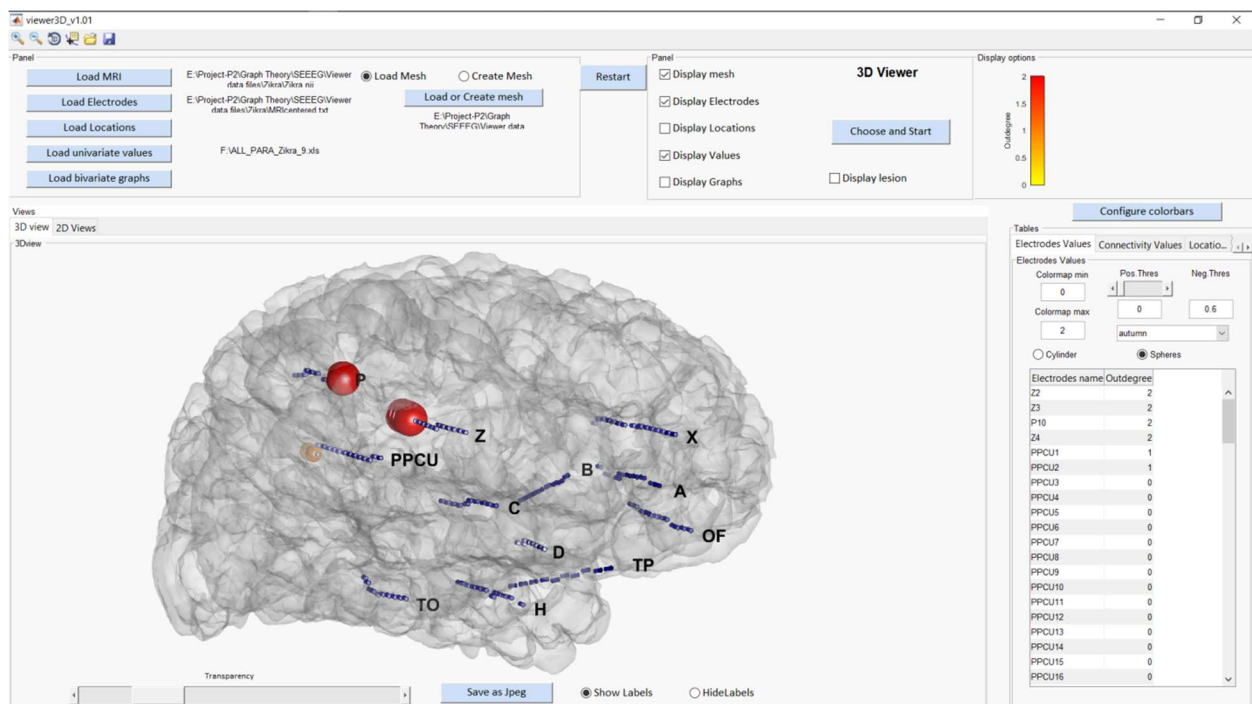 viewer3D_v1.01
Panel
Load MRI
E:\Project-P2\Graph Theory\SEEEG\Viewer
data files\Zikra\Zikra.nii
Load Mesh
Create Mesh
Restart
Load Electrodes
E:\Project-P2\Graph Theory\SEEEG\Viewer
data files\Zikra\MRIcentered.txt
Load or Create mesh
E:\Project-P2\Graph
Theory\SEEEG\Viewer data
Load Locations
Load univariate values
F:\ALL_PARA_Zikra_9.xls
Load bivariate graphs
Panel
Display mesh
3D Viewer
Display Electrodes
Display Locations
Choose and Start
Display Values
Display Graphs
Display lesion
Display options
2
1.5
1
0.5
0
Outdegree
Configure colorbars
Views
3D view
2D Views
3Dview
P
Z
X
PPCU
B
A
C
OF
D
TP
TO
H
Transparency
Save as Jpeg
Show Labels
HideLabels
Tables
Electrodes Values
Connectivity Values
Locatio...
Electrodes Values
Colormap min
Pos.Thres
Neg.Thres
0
0
0.6
Colormap max
2
autumn
Cylinder
Spheres
Electrodes name Outdegree
Z2 2
Z3 2
P10 2
Z4 2
PPCU1 1
PPCU2 1
PPCU3 0
PPCU4 0
PPCU5 0
PPCU6 0
PPCU7 0
PPCU8 0
PPCU9 0
PPCU10 0
PPCU11 0
PPCU12 0
PPCU13 0
PPCU14 0
PPCU15 0
PPCU16 0